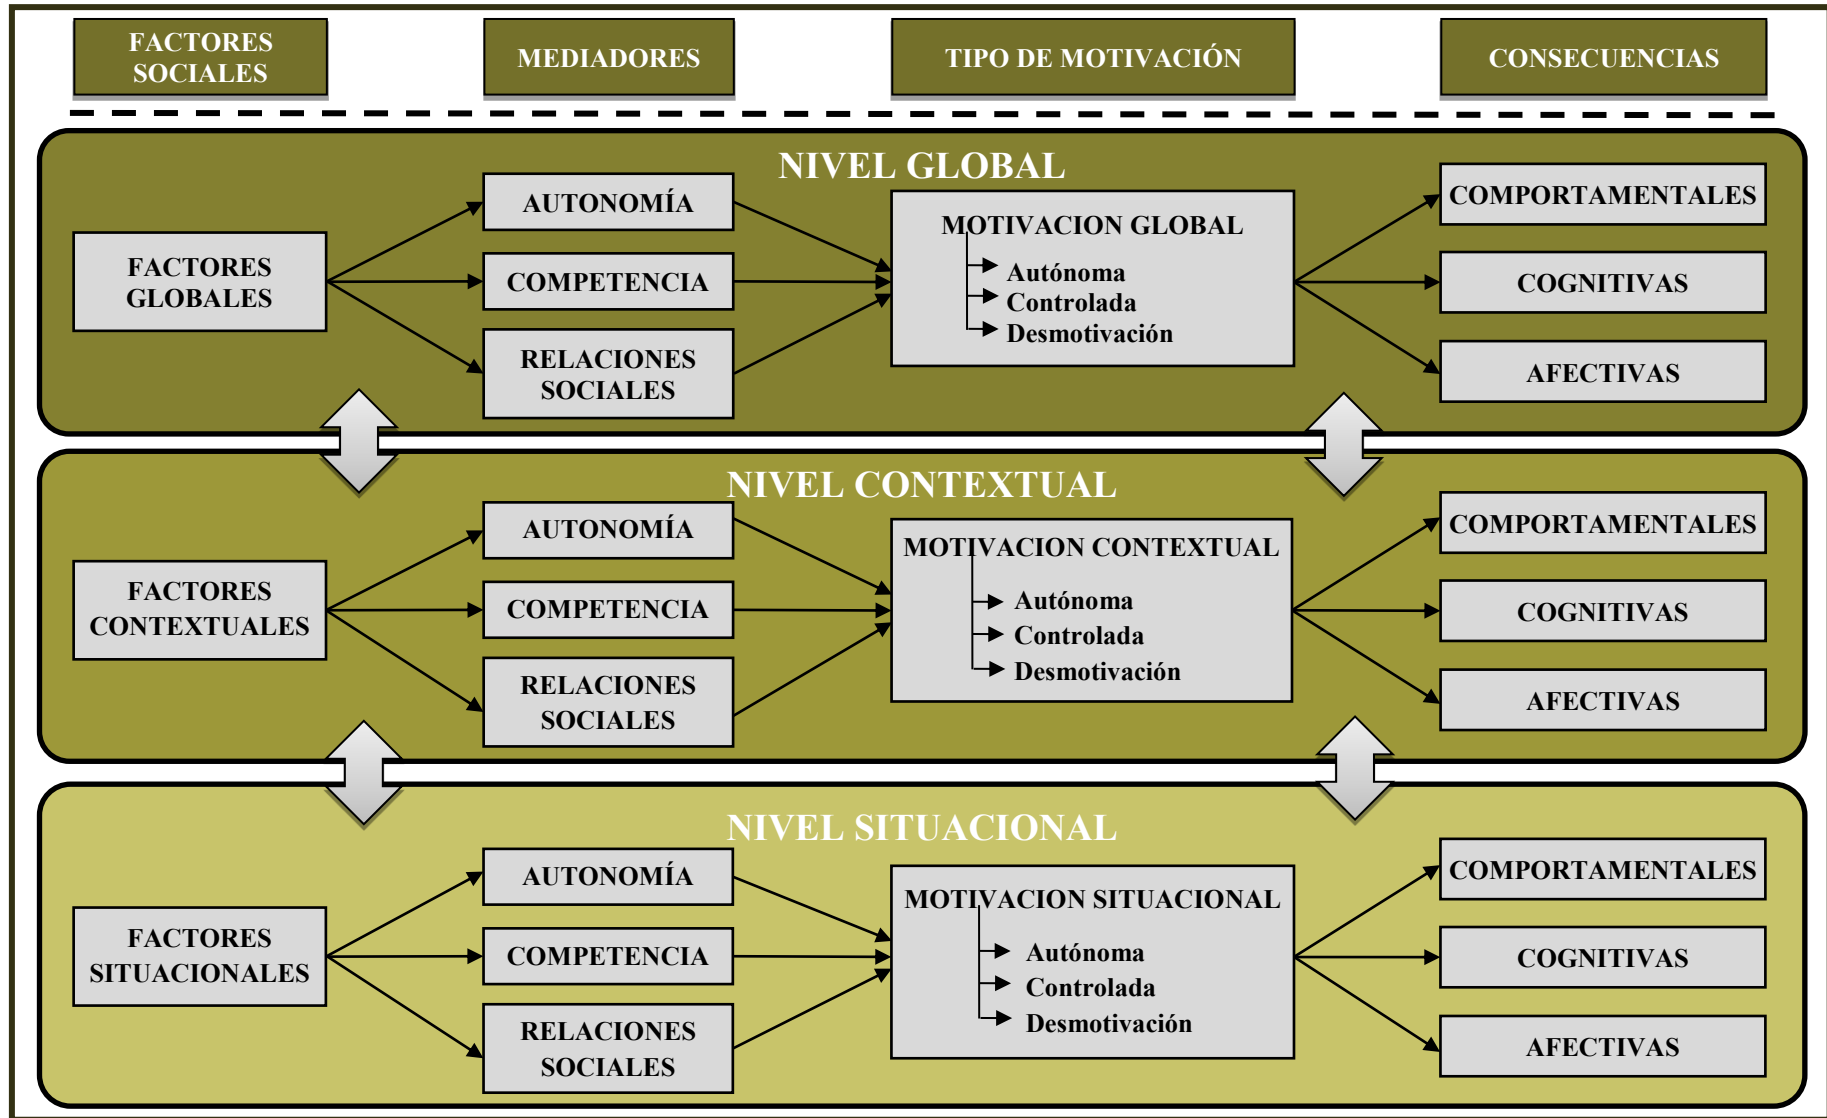 FACTORES
SOCIALES
MEDIADORES
TIPO DE MOTIVACIÓN
CONSECUENCIAS
NIVEL GLOBAL
FACTORES
GLOBALES
AUTONOMÍA
COMPETENCIA
RELACIONES
SOCIALES
MOTIVACION GLOBAL
Autónoma
Controlada
Desmotivación
COMPORTAMENTALES
COGNITIVAS
AFECTIVAS
NIVEL CONTEXTUAL
FACTORES
CONTEXTUALES
AUTONOMÍA
COMPETENCIA
RELACIONES
SOCIALES
MOTIVACION CONTEXTUAL
Autónoma
Controlada
Desmotivación
COMPORTAMENTALES
COGNITIVAS
AFECTIVAS
NIVEL SITUACIONAL
FACTORES
SITUACIONALES
AUTONOMÍA
COMPETENCIA
RELACIONES
SOCIALES
MOTIVACION SITUACIONAL
Autónoma
Controlada
Desmotivación
COMPORTAMENTALES
COGNITIVAS
AFECTIVAS